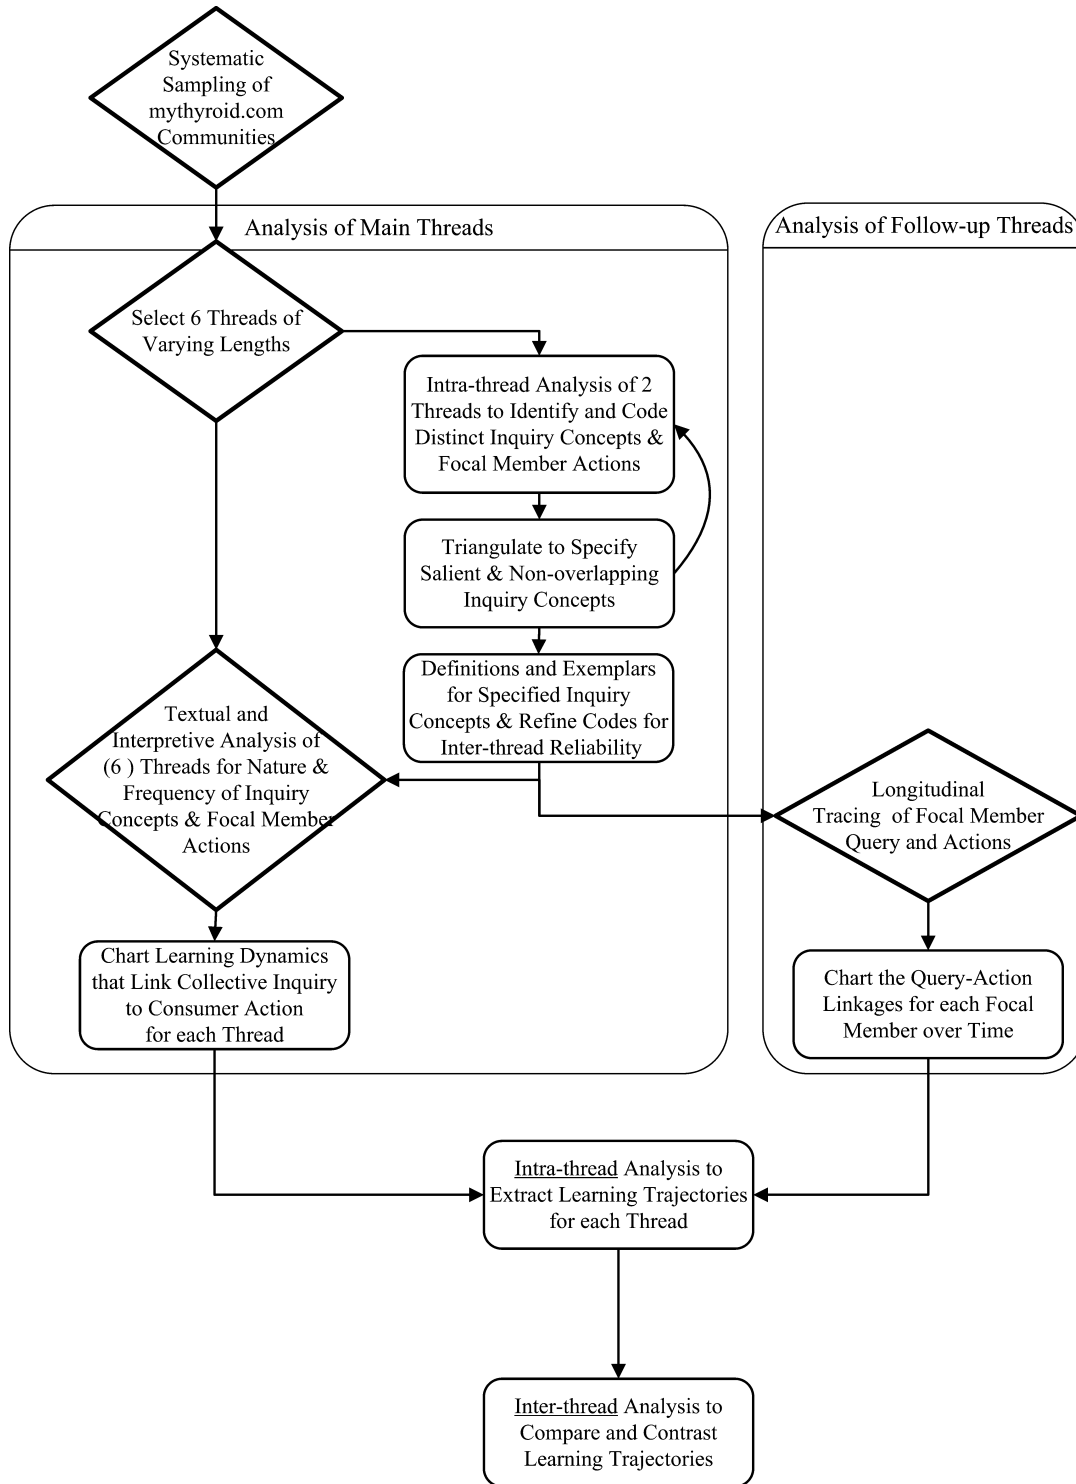 Systematic
Sampling of
mythyroid.com
Communities
Analysis of Main Threads
Analysis of Follow-up Threads
Select 6 Threads of
Varying Lengths
Intra-thread Analysis of 2
Threads to Identify and Code
Distinct Inquiry Concepts &
Focal Member Actions
Triangulate to Specify
Salient & Non-overlapping
Inquiry Concepts
Definitions and Exemplars
for Specified Inquiry
Concepts & Refine Codes for
Inter-thread Reliability
Textual and
Interpretive Analysis of
(6 ) Threads for Nature &
Frequency of Inquiry
Concepts & Focal Member
Actions
Longitudinal
Tracing of Focal Member
Query and Actions
Chart Learning Dynamics
that Link Collective Inquiry
to Consumer Action
for each Thread
Chart the Query-Action
Linkages for each Focal
Member over Time
Intra-thread Analysis to
Extract Learning Trajectories
for each Thread
Inter-thread Analysis to
Compare and Contrast
Learning Trajectories